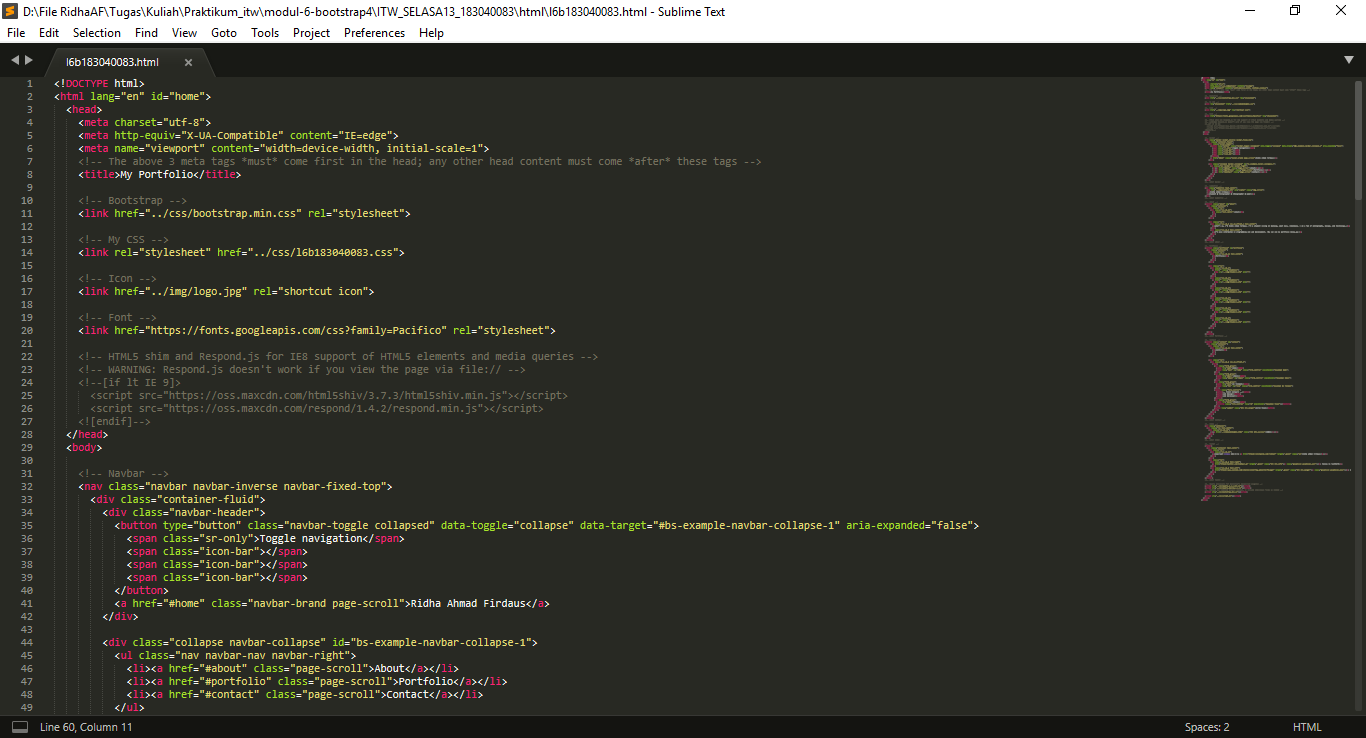 D:\File RidhaAF\Tugas\Kuliah\Praktikum_itw\modul-6-bootstrap4\ITW_SELASA13_183040083\html\l6b183040083.html - Sublime Text
File Edit Selection Find View Goto Tools Project Preferences Help
l6b183040083.html
1 <!DOCTYPE html>
2 <html lang="en" id="home">
3 <head>
4 <meta charset="utf-8">
5 <meta http-equiv="X-UA-Compatible" content="IE=edge">
6 <meta name="viewport" content="width=device-width, initial-scale=1">
7 <!-- The above 3 meta tags *must* come first in the head; any other head content must come *after* these tags -->
8 <title>My Portfolio</title>
9
10 <!-- Bootstrap -->
11 <link href="../css/bootstrap.min.css" rel="stylesheet">
12
13 <!-- My CSS -->
14 <link rel="stylesheet" href="../css/l6b183040083.css">
15
16 <!-- Icon -->
17 <link href="../img/logo.jpg" rel="shortcut icon">
18
19 <!-- Font -->
20 <link href="https://fonts.googleapis.com/css?family=Pacifico" rel="stylesheet">
21
22 <!-- HTML5 shim and Respond.js for IE8 support of HTML5 elements and media queries -->
23 <!-- WARNING: Respond.js doesn't work if you view the page via file:// -->
24 <!--[if lt IE 9]>
25 <script src="https://oss.maxcdn.com/html5shiv/3.7.3/html5shiv.min.js"></script>
26 <script src="https://oss.maxcdn.com/respond/1.4.2/respond.min.js"></script>
27 <![endif]-->
28 </head>
29 <body>
30
31 <!-- Navbar -->
32 <nav class="navbar navbar-inverse navbar-fixed-top">
33 <div class="container-fluid">
34 <div class="navbar-header">
35 <button type="button" class="navbar-toggle collapsed" data-toggle="collapse" data-target="#bs-example-navbar-collapse-1" aria-expanded="false">
36 <span class="sr-only">Toggle navigation</span>
37 <span class="icon-bar"></span>
38 <span class="icon-bar"></span>
39 <span class="icon-bar"></span>
40 </button>
41 <a href="#home" class="navbar-brand page-scroll">Ridha Ahmad Firdaus</a>
42 </div>
43
44 <div class="collapse navbar-collapse" id="bs-example-navbar-collapse-1">
45 <ul class="nav navbar-nav navbar-right">
46 <li><a href="#about" class="page-scroll">About</a></li>
47 <li><a href="#portfolio" class="page-scroll">Portfolio</a></li>
48 <li><a href="#contact" class="page-scroll">Contact</a></li>
49 </ul>
Line 60, Column 11 Spaces: 2 HTML